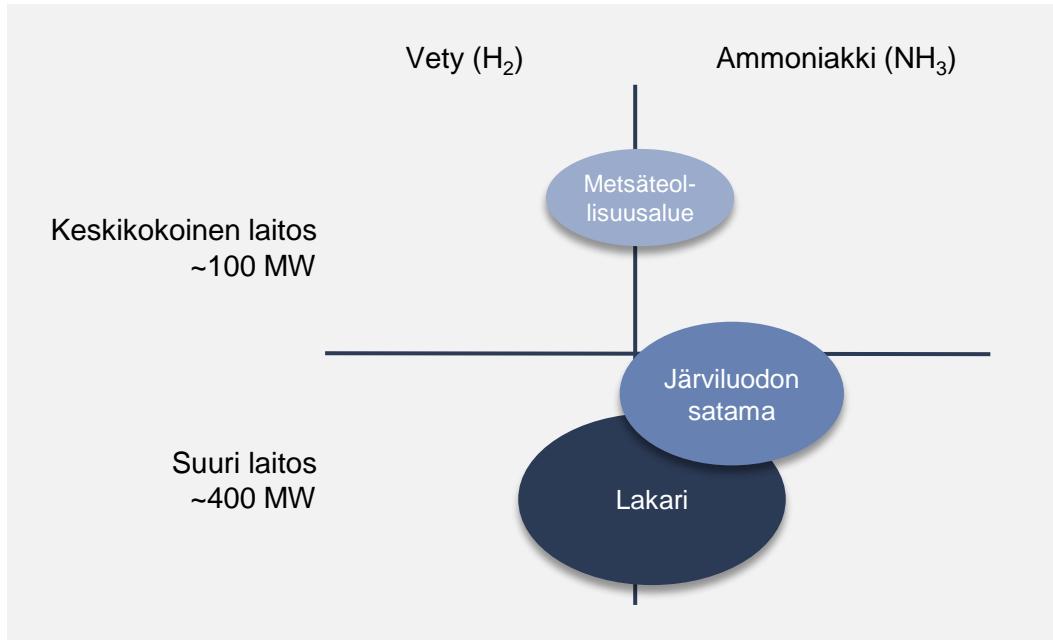 Vety (H₂)
Ammoniakki (NH₃)
Metsäteol-
lisuusalue
Keskikokoinen laitos
~100 MW
Järviluodon
satama
Suuri laitos
~400 MW
Lakari